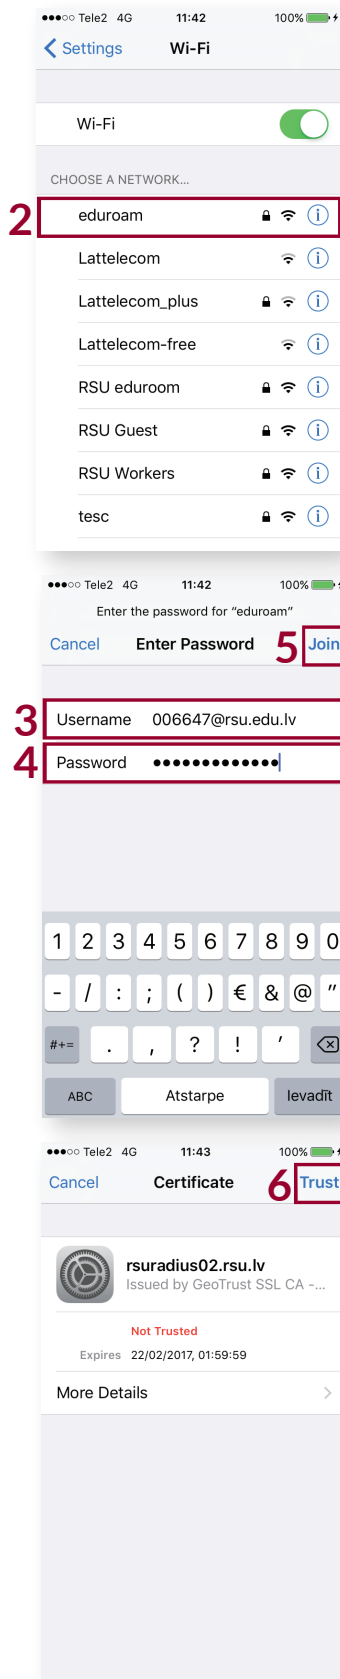 Tele2 4G 11:42 100%
Settings Wi-Fi
Wi-Fi
CHOOSE A NETWORK...
2 eduroam
Lattelecom
Lattelecom_plus
Lattelecom-free
RSU eduroom
RSU Guest
RSU Workers
tesc
Tele2 4G 11:42 100%
Enter the password for “eduroam”
Cancel Enter Password 5 Join
3 Username 006647@rsu.edu.lv
4 Password •••••••••••••
1 2 3 4 5 6 7 8 9 0
- / : ; ( ) € & @ "
#+= . , ? ! '
ABC Atstarpe Ievadīt
Tele2 4G 11:43 100%
Cancel Certificate 6 Trust
rsuradius02.rsu.lv
Issued by GeoTrust SSL CA -...
Not Trusted
Expires 22/02/2017, 01:59:59
More Details